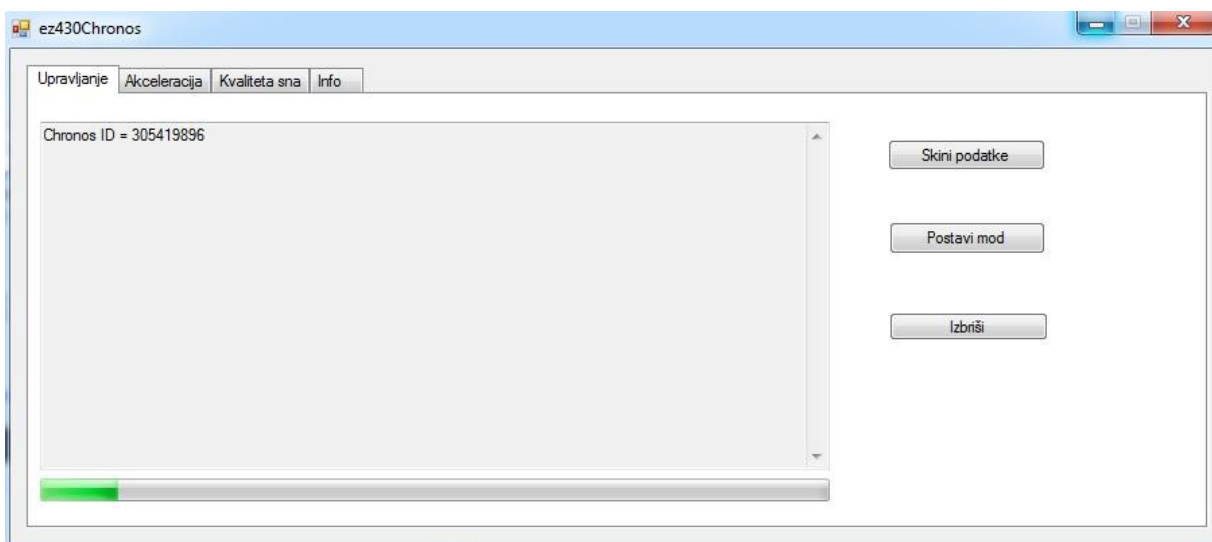 ez430Chronos
Upravljanje Akceleracija Kvaliteta sna Info
Chronos ID = 305419896
Skini podatke
Postavi mod
Izbriši